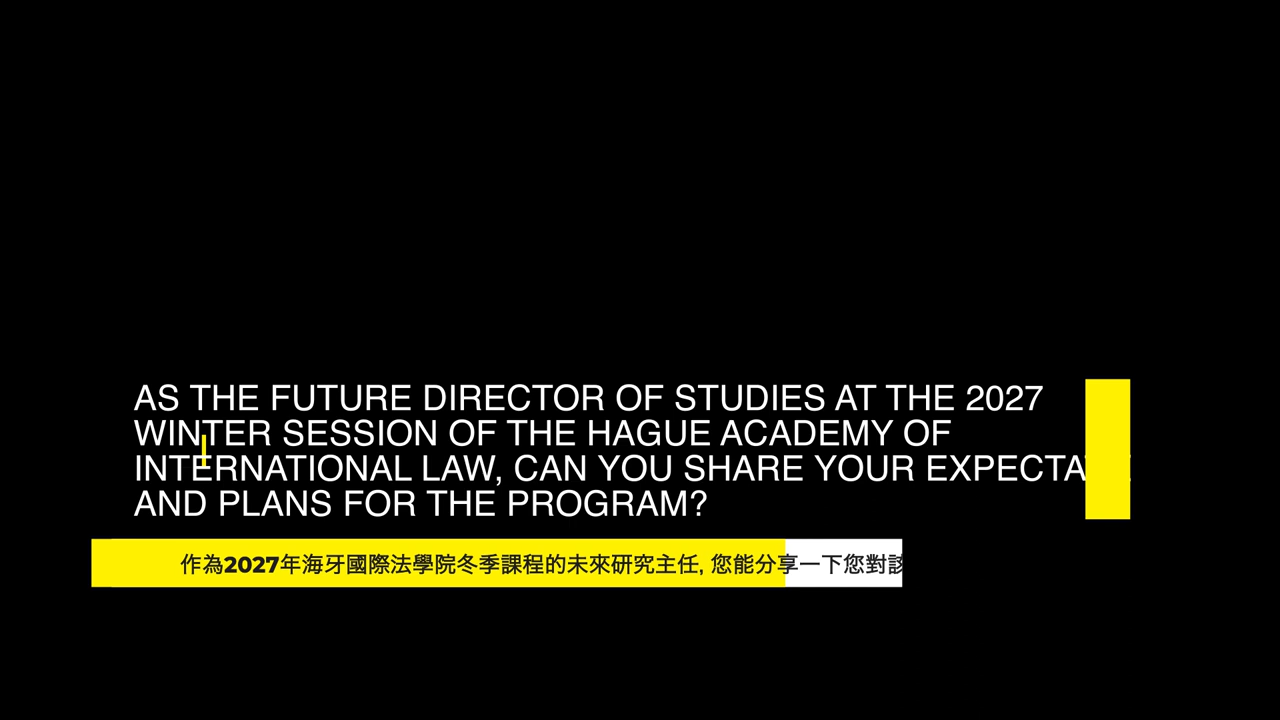 AS THE FUTURE DIRECTOR OF STUDIES AT THE 2027
WINTER SESSION OF THE HAGUE ACADEMY OF
INTERNATIONAL LAW, CAN YOU SHARE YOUR
AND PLANS FOR THE PROGRAM?
作為2027年海牙國際法學院冬季課程的未來研究主任, 您能分享一下您對